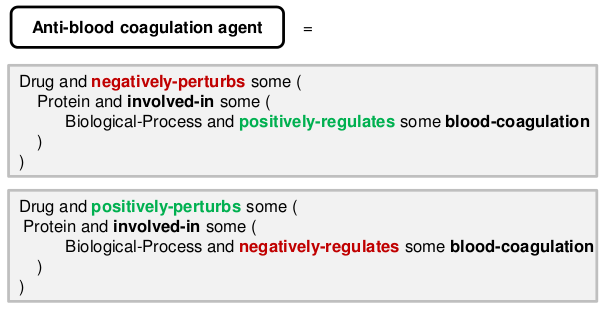 Anti-blood coagulation agent =
Drug and negatively-perturbs some (
Protein and involved-in some (
Biological-Process and positively-regulates some blood-coagulation
)
)
Drug and positively-perturbs some (
Protein and involved-in some (
Biological-Process and negatively-regulates some blood-coagulation
)
)